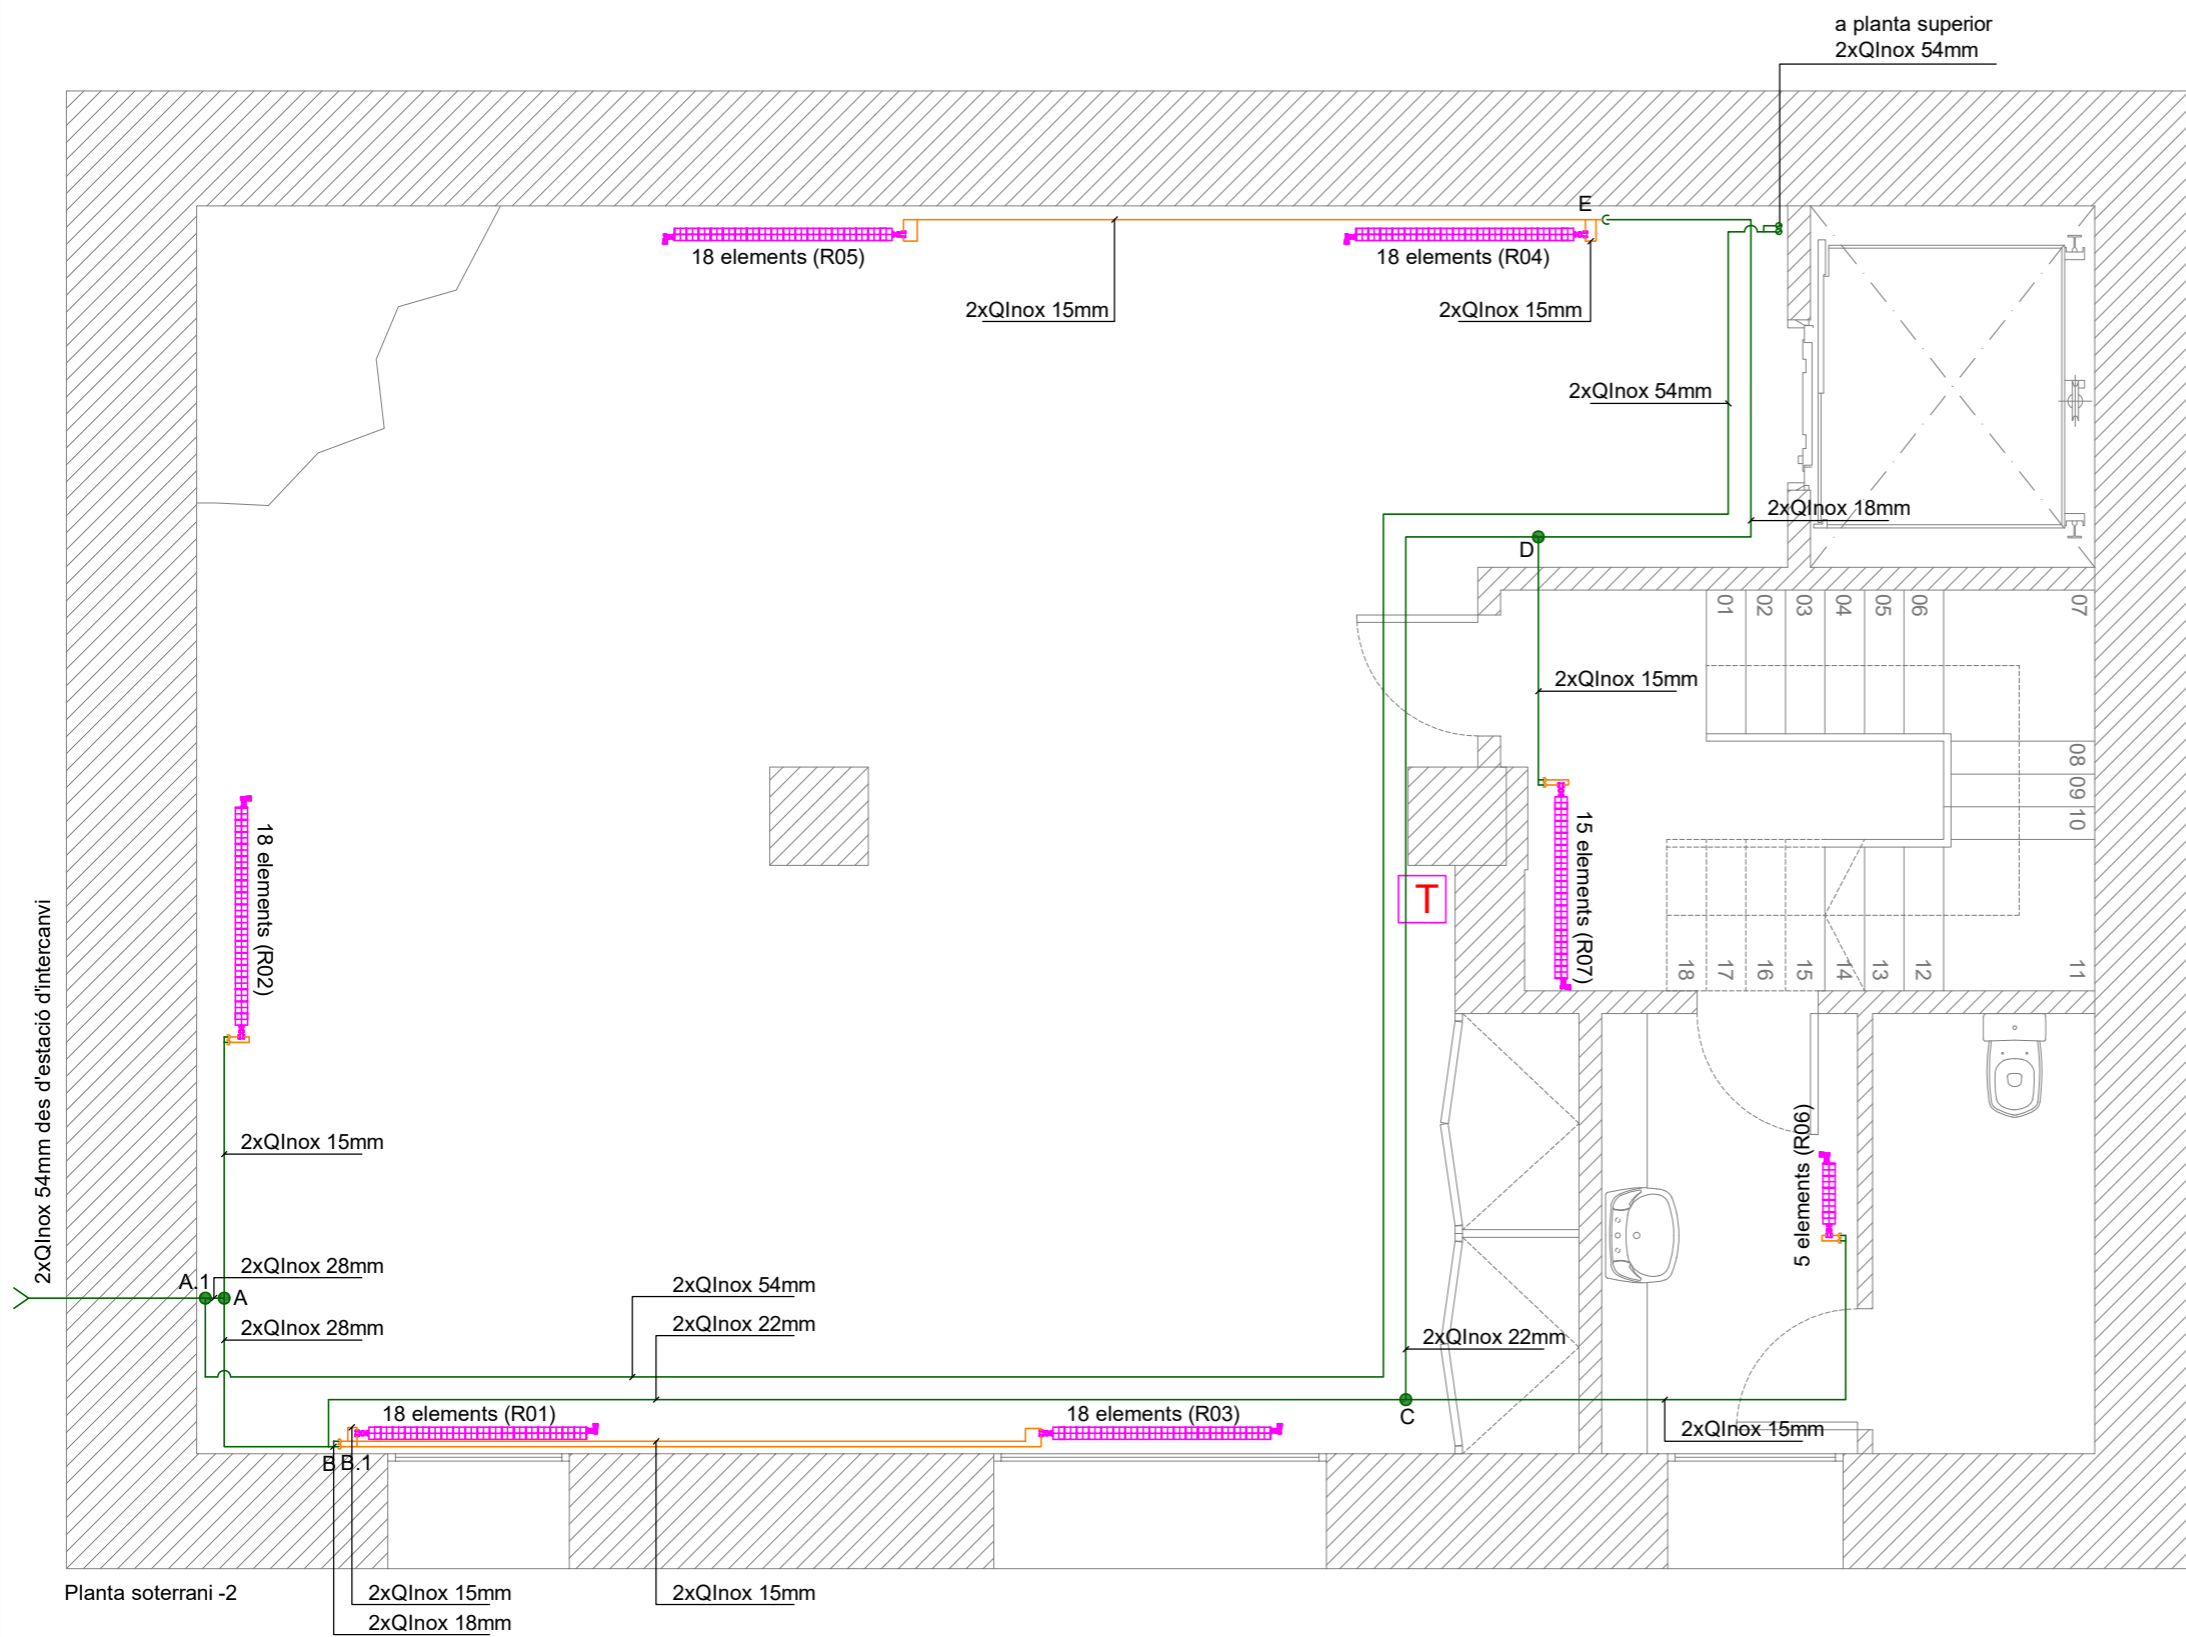 a planta superior
2xQInox 54mm
E
18 elements (R05)
18 elements (R04)
2xQInox 15mm
2xQInox 15mm
2xQInox 54mm
2xQInox 18mm
D
01
02
03
04
05
06
07
2xQInox 15mm
08
09
10
18 elements (R02)
15 elements (R07)
T
2xQInox 54mm des d'estació d'intercanvi
18
17
16
15
14
13
12
11
5 elements (R06)
2xQInox 15mm
2xQInox 28mm
A.1
A
2xQInox 54mm
2xQInox 28mm
2xQInox 22mm
2xQInox 22mm
18 elements (R01)
18 elements (R03)
C
2xQInox 15mm
B
B.1
Planta soterrani -2
2xQInox 15mm
2xQInox 15mm
2xQInox 18mm